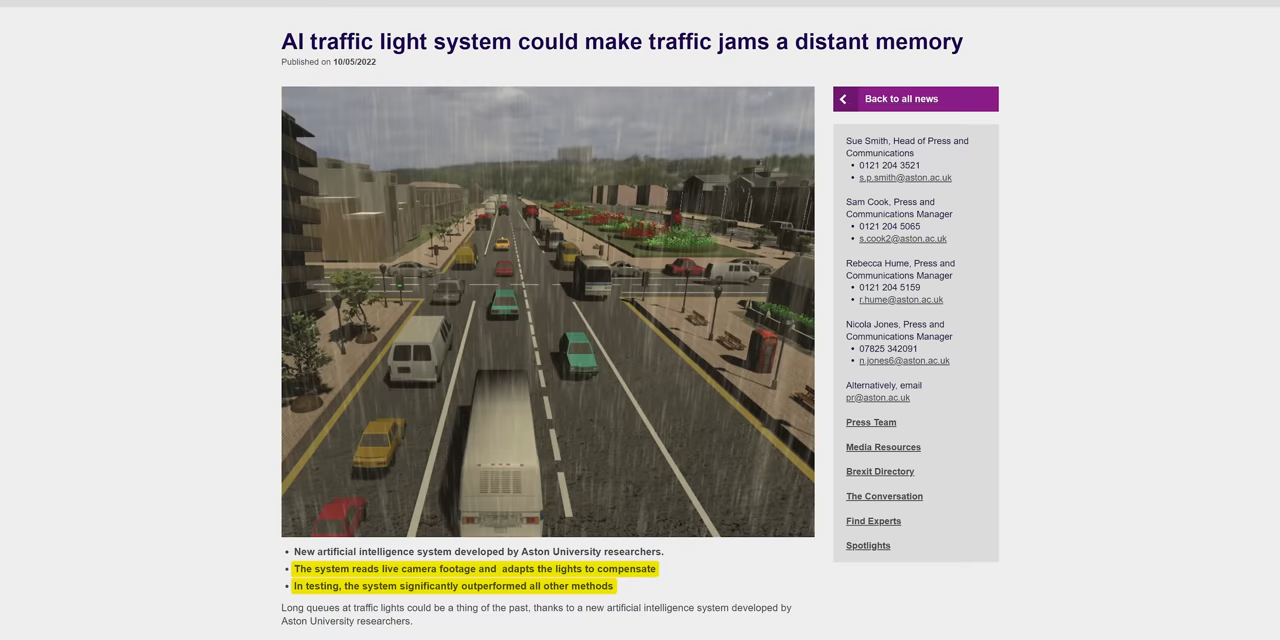 AI traffic light system could make traffic jams a distant memory
Published on 10/05/2022
Back to all news
Sue Smith, Head of Press and
Communications
• 0121 204 3521
• s.p.smith@aston.ac.uk
Sam Cook, Press and
Communications Manager
• 0121 204 5065
• s.cook2@aston.ac.uk
Rebecca Hume, Press and
Communications Manager
• 0121 204 5159
• r.hume@aston.ac.uk
Nicola Jones, Press and
Communications Manager
• 07825 342091
• n.jones6@aston.ac.uk
Alternatively, email
pr@aston.ac.uk
Press Team
Media Resources
Brexit Directory
The Conversation
Find Experts
Spotlights
• New artificial intelligence system developed by Aston University researchers.
• The system reads live camera footage and  adapts the lights to compensate
• In testing, the system significantly outperformed all other methods
Long queues at traffic lights could be a thing of the past, thanks to a new artificial intelligence system developed by
Aston University researchers.